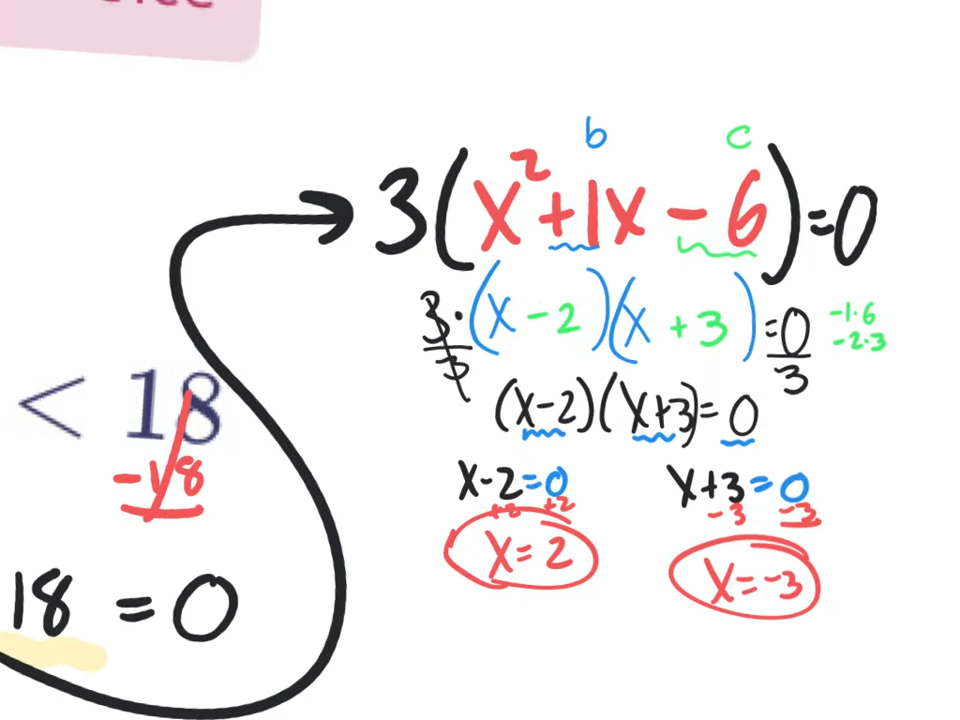 b c
3(x²+1x-6)=0
3·(x-2)(x+3)=0 -1·6
3 3 -2·3
< 18
(x-2)(x+3)=0
-18
x-2=0 x+3=0
+2 +2 -3 -3
x=2 x=-3
18 = 0